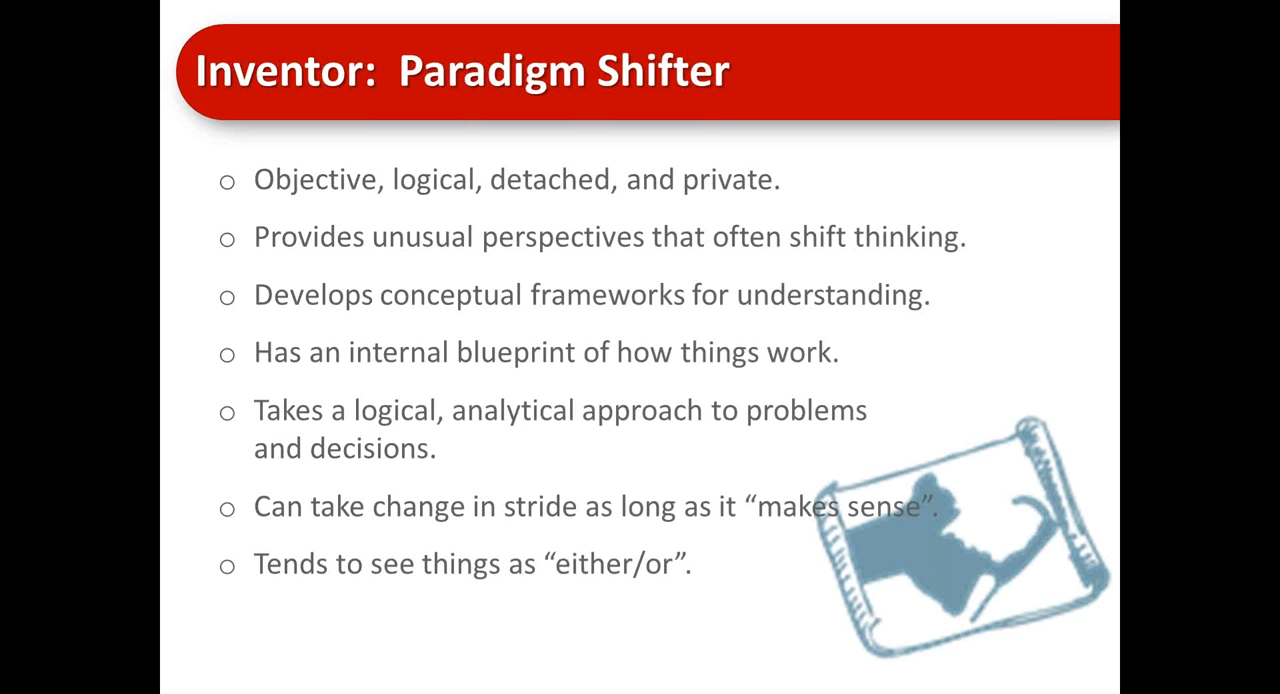 Inventor: Paradigm Shifter
o Objective, logical, detached, and private.
o Provides unusual perspectives that often shift thinking.
o Develops conceptual frameworks for understanding.
o Has an internal blueprint of how things work.
o Takes a logical, analytical approach to problems
and decisions.
o Can take change in stride as long as it “makes sense”.
o Tends to see things as “either/or”.